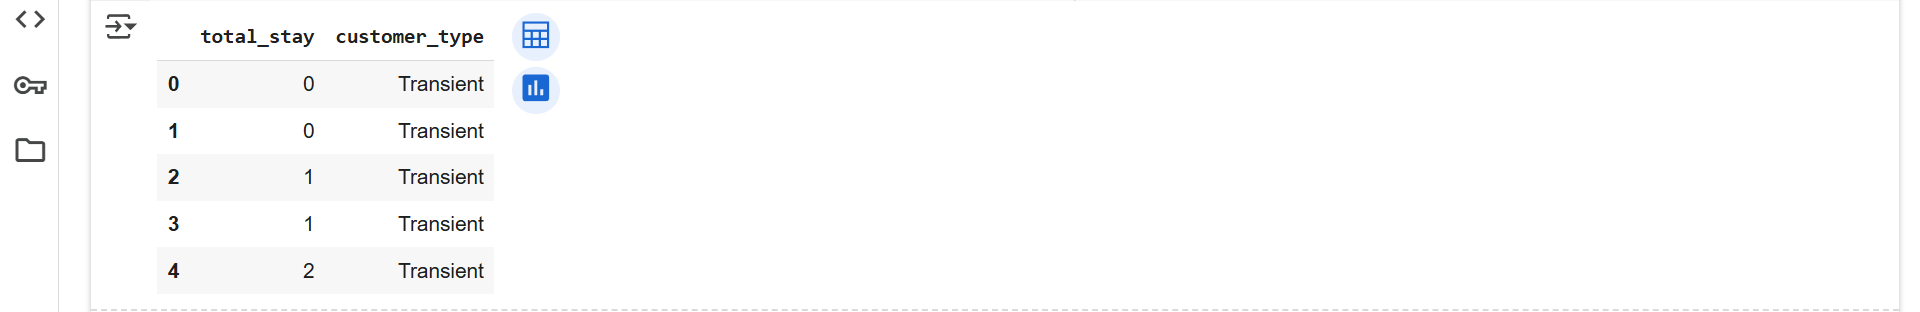 total_stay customer_type
0 0 Transient
1 0 Transient
2 1 Transient
3 1 Transient
4 2 Transient